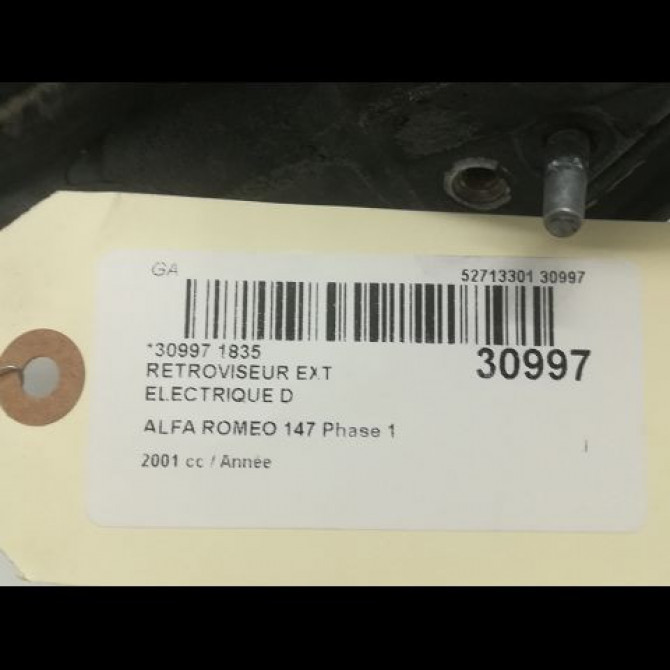 GA
52713301 30997
*30997 1835
30997
RETROVISEUR EXT
ELECTRIQUE D
ALFA ROMEO 147 Phase 1
2001 cc / Année